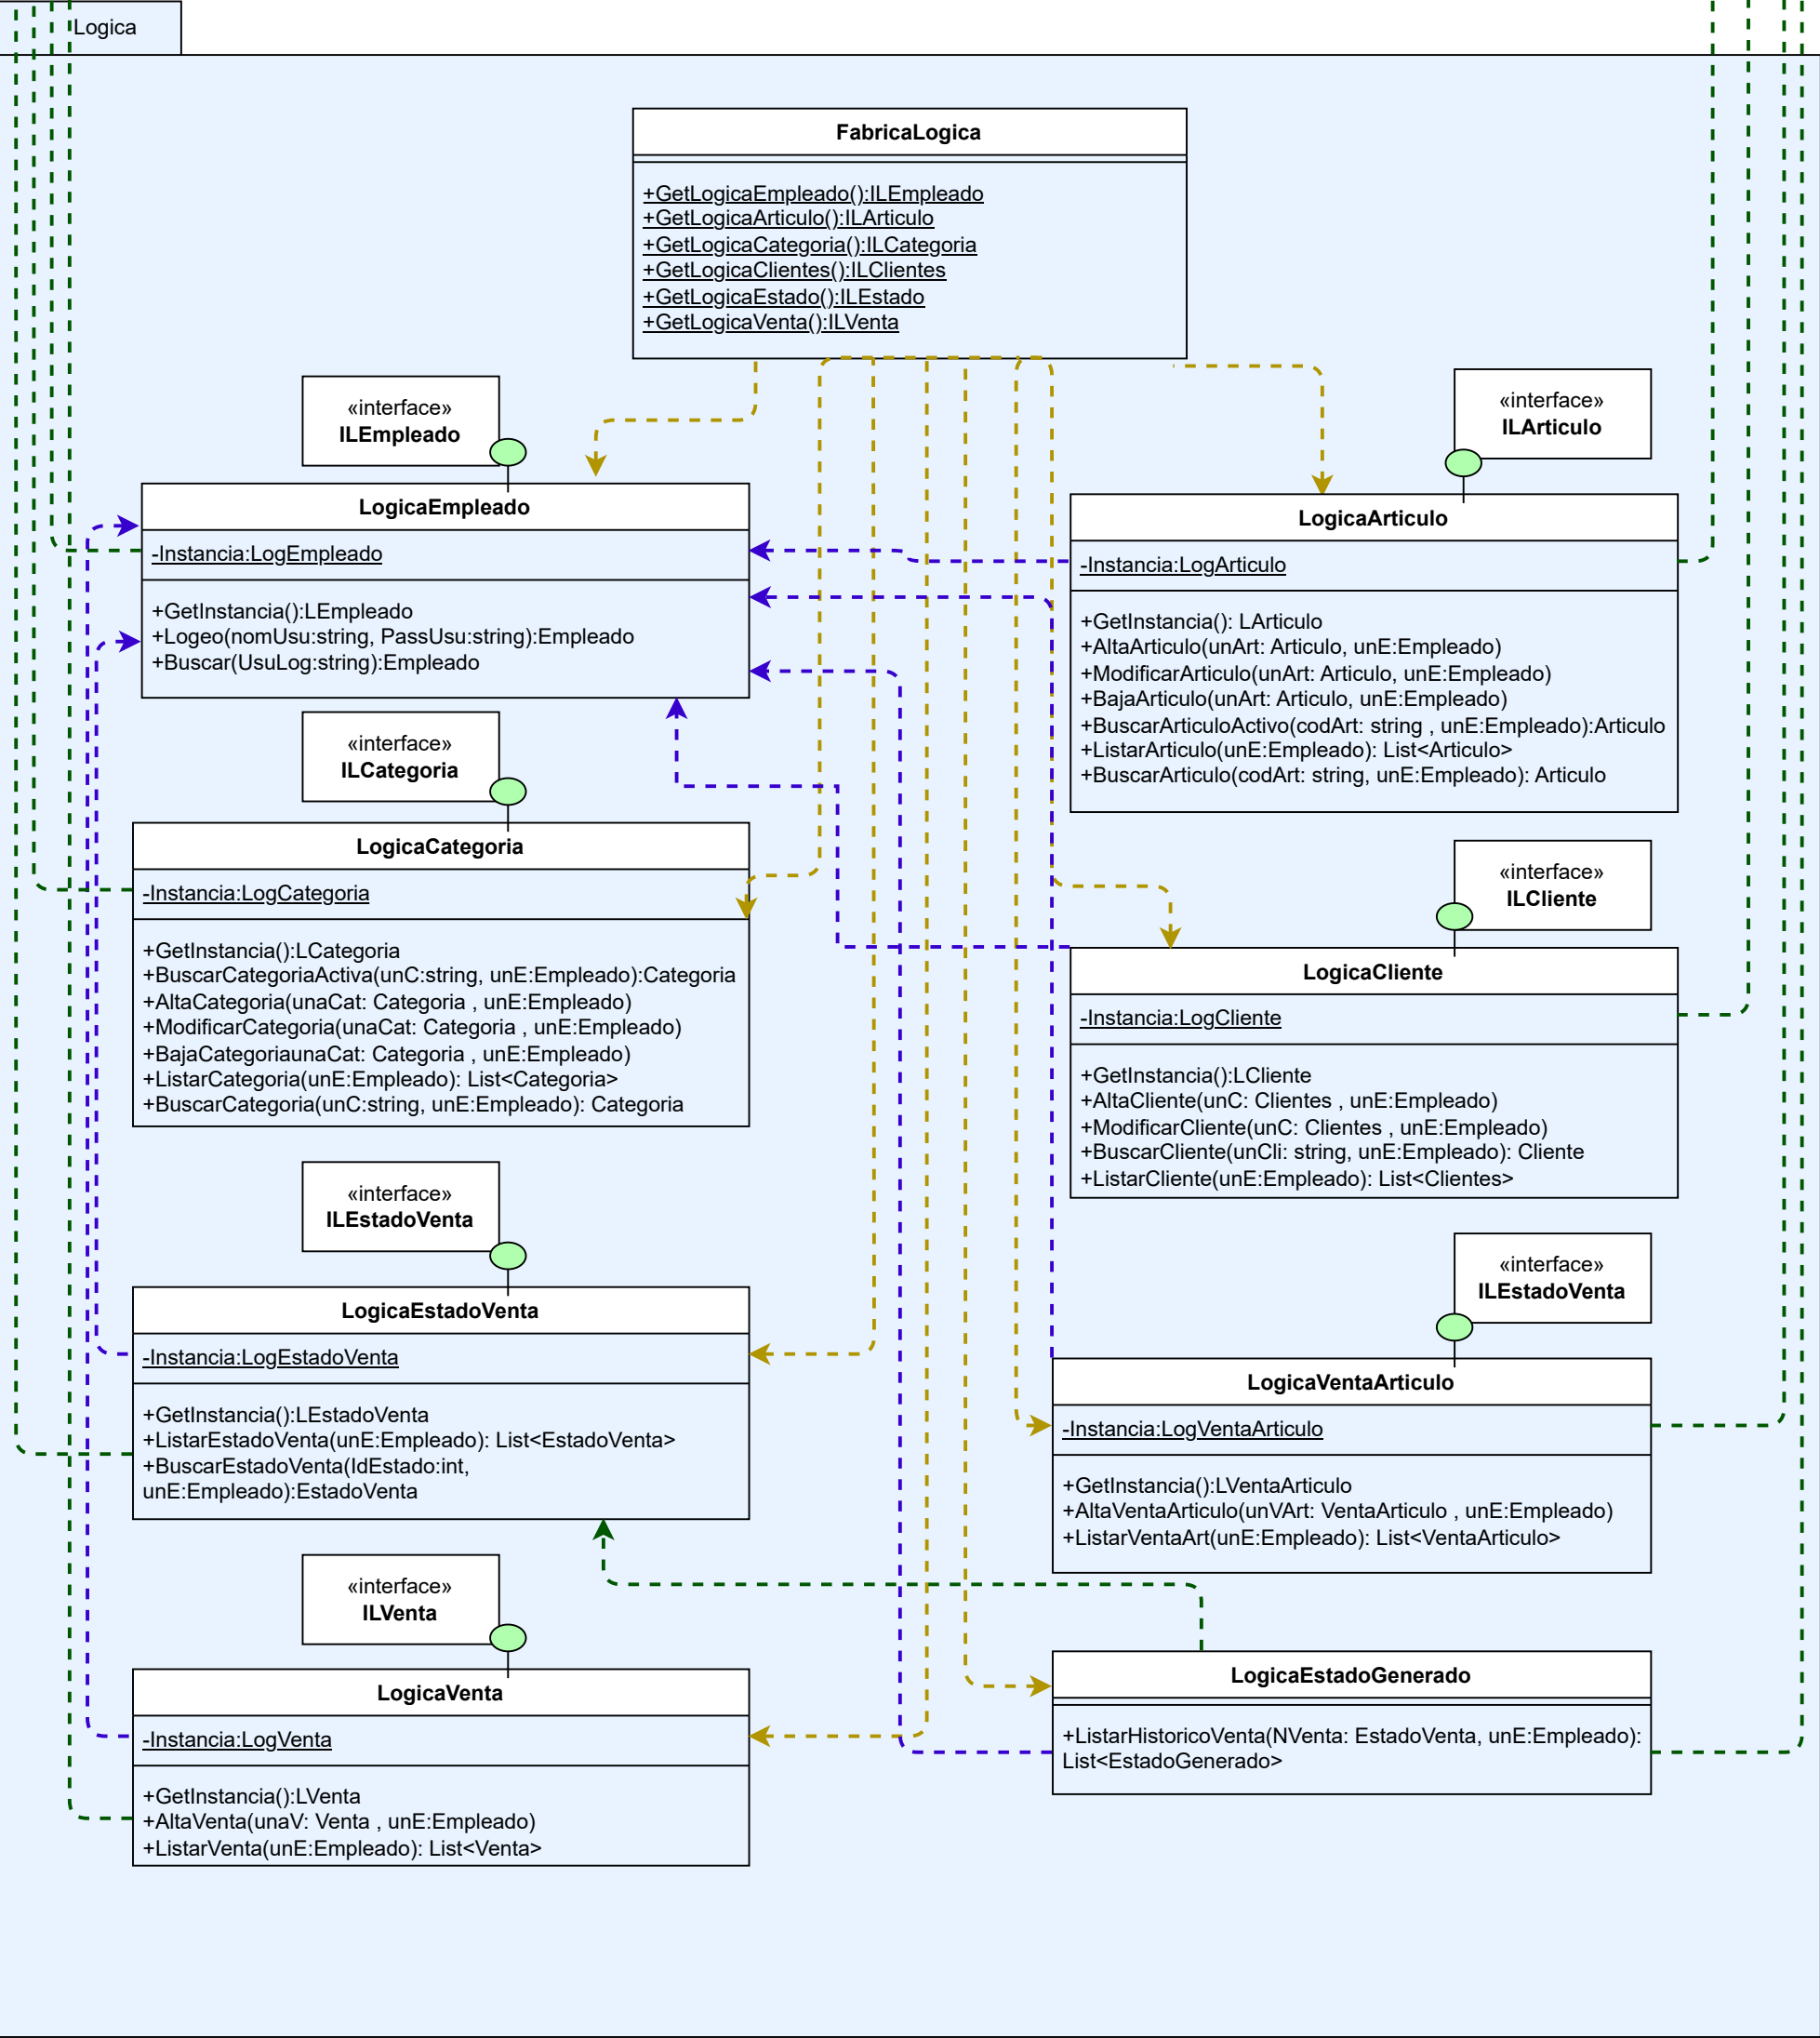 Logica
FabricaLogica
+GetLogicaEmpleado():ILEmpleado
+GetLogicaArticulo():ILArticulo
+GetLogicaCategoria():ILCategoria
+GetLogicaClientes():ILClientes
+GetLogicaEstado():ILEstado
+GetLogicaVenta():ILVenta
«interface»
ILEmpleado
LogicaEmpleado
-Instancia:LogEmpleado
+GetInstancia():LEmpleado
+Logeo(nomUsu:string, PassUsu:string):Empleado
+Buscar(UsuLog:string):Empleado
«interface»
ILArticulo
LogicaArticulo
-Instancia:LogArticulo
+GetInstancia(): LArticulo
+AltaArticulo(unArt: Articulo, unE:Empleado)
+ModificarArticulo(unArt: Articulo, unE:Empleado)
+BajaArticulo(unArt: Articulo, unE:Empleado)
+BuscarArticuloActivo(codArt: string , unE:Empleado):Articulo
+ListarArticulo(unE:Empleado): List<Articulo>
+BuscarArticulo(codArt: string, unE:Empleado): Articulo
«interface»
ILCategoria
LogicaCategoria
-Instancia:LogCategoria
+GetInstancia():LCategoria
+BuscarCategoriaActiva(unC:string, unE:Empleado):Categoria
+AltaCategoria(unaCat: Categoria , unE:Empleado)
+ModificarCategoria(unaCat: Categoria , unE:Empleado)
+BajaCategoriaunaCat: Categoria , unE:Empleado)
+ListarCategoria(unE:Empleado): List<Categoria>
+BuscarCategoria(unC:string, unE:Empleado): Categoria
«interface»
ILCliente
LogicaCliente
-Instancia:LogCliente
+GetInstancia():LCliente
+AltaCliente(unC: Clientes , unE:Empleado)
+ModificarCliente(unC: Clientes , unE:Empleado)
+BuscarCliente(unCli: string, unE:Empleado): Cliente
+ListarCliente(unE:Empleado): List<Clientes>
«interface»
ILEstadoVenta
LogicaEstadoVenta
-Instancia:LogEstadoVenta
+GetInstancia():LEstadoVenta
+ListarEstadoVenta(unE:Empleado): List<EstadoVenta>
+BuscarEstadoVenta(IdEstado:int,
unE:Empleado):EstadoVenta
«interface»
ILEstadoVenta
LogicaVentaArticulo
-Instancia:LogVentaArticulo
+GetInstancia():LVentaArticulo
+AltaVentaArticulo(unVArt: VentaArticulo , unE:Empleado)
+ListarVentaArt(unE:Empleado): List<VentaArticulo>
«interface»
ILVenta
LogicaVenta
-Instancia:LogVenta
+GetInstancia():LVenta
+AltaVenta(unaV: Venta , unE:Empleado)
+ListarVenta(unE:Empleado): List<Venta>
LogicaEstadoGenerado
+ListarHistoricoVenta(NVenta: EstadoVenta, unE:Empleado):
List<EstadoGenerado>